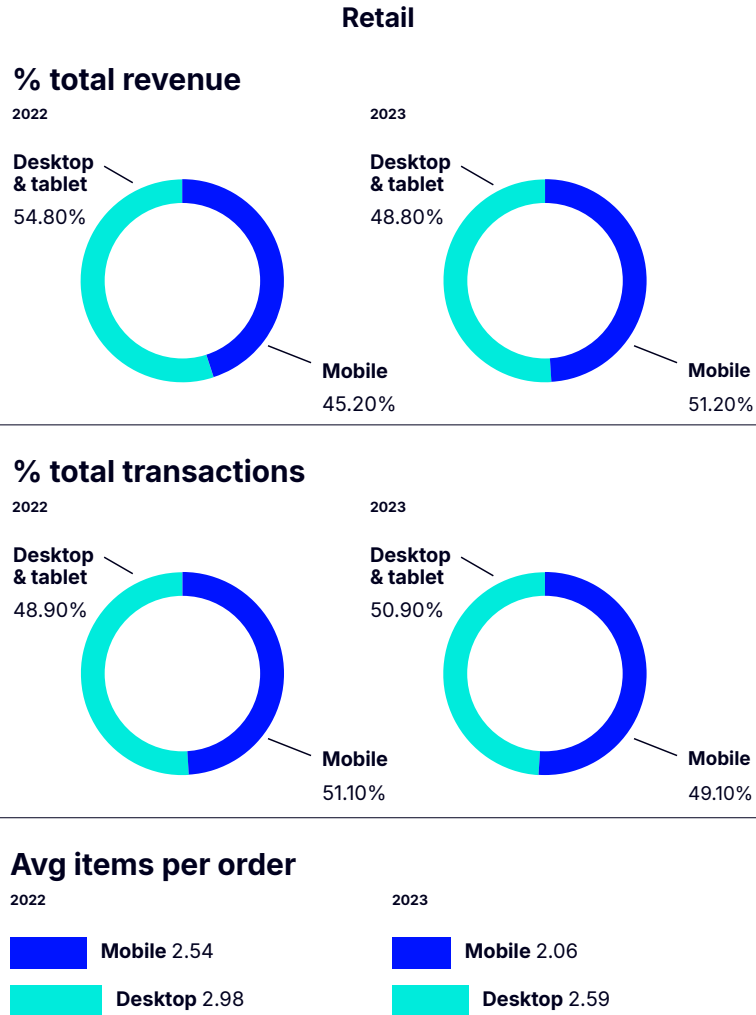 Retail
% total revenue
2022
Desktop
& tablet
54.80%
Mobile
45.20%
2023
Desktop
& tablet
48.80%
Mobile
51.20%
% total transactions
2022
Desktop
& tablet
48.90%
Mobile
51.10%
2023
Desktop
& tablet
50.90%
Mobile
49.10%
Avg items per order
2022
Mobile 2.54
Desktop 2.98
2023
Mobile 2.06
Desktop 2.59